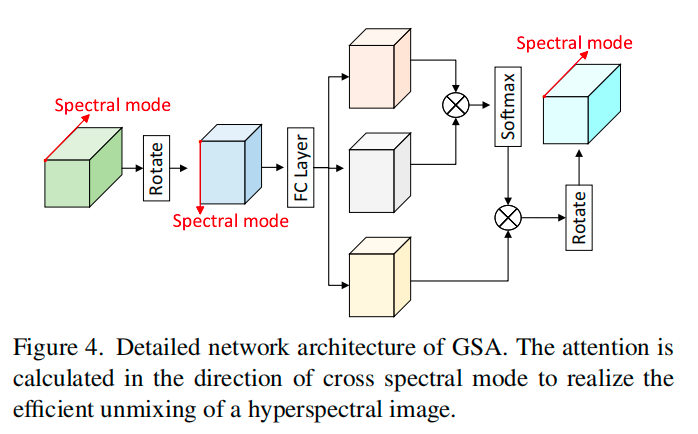 Spectral mode
Spectral mode
Rotate
Spectral mode
FC Layer
Softmax
Rotate
Figure 4. Detailed network architecture of GSA. The attention is
calculated in the direction of cross spectral mode to realize the
efficient unmixing of a hyperspectral image.